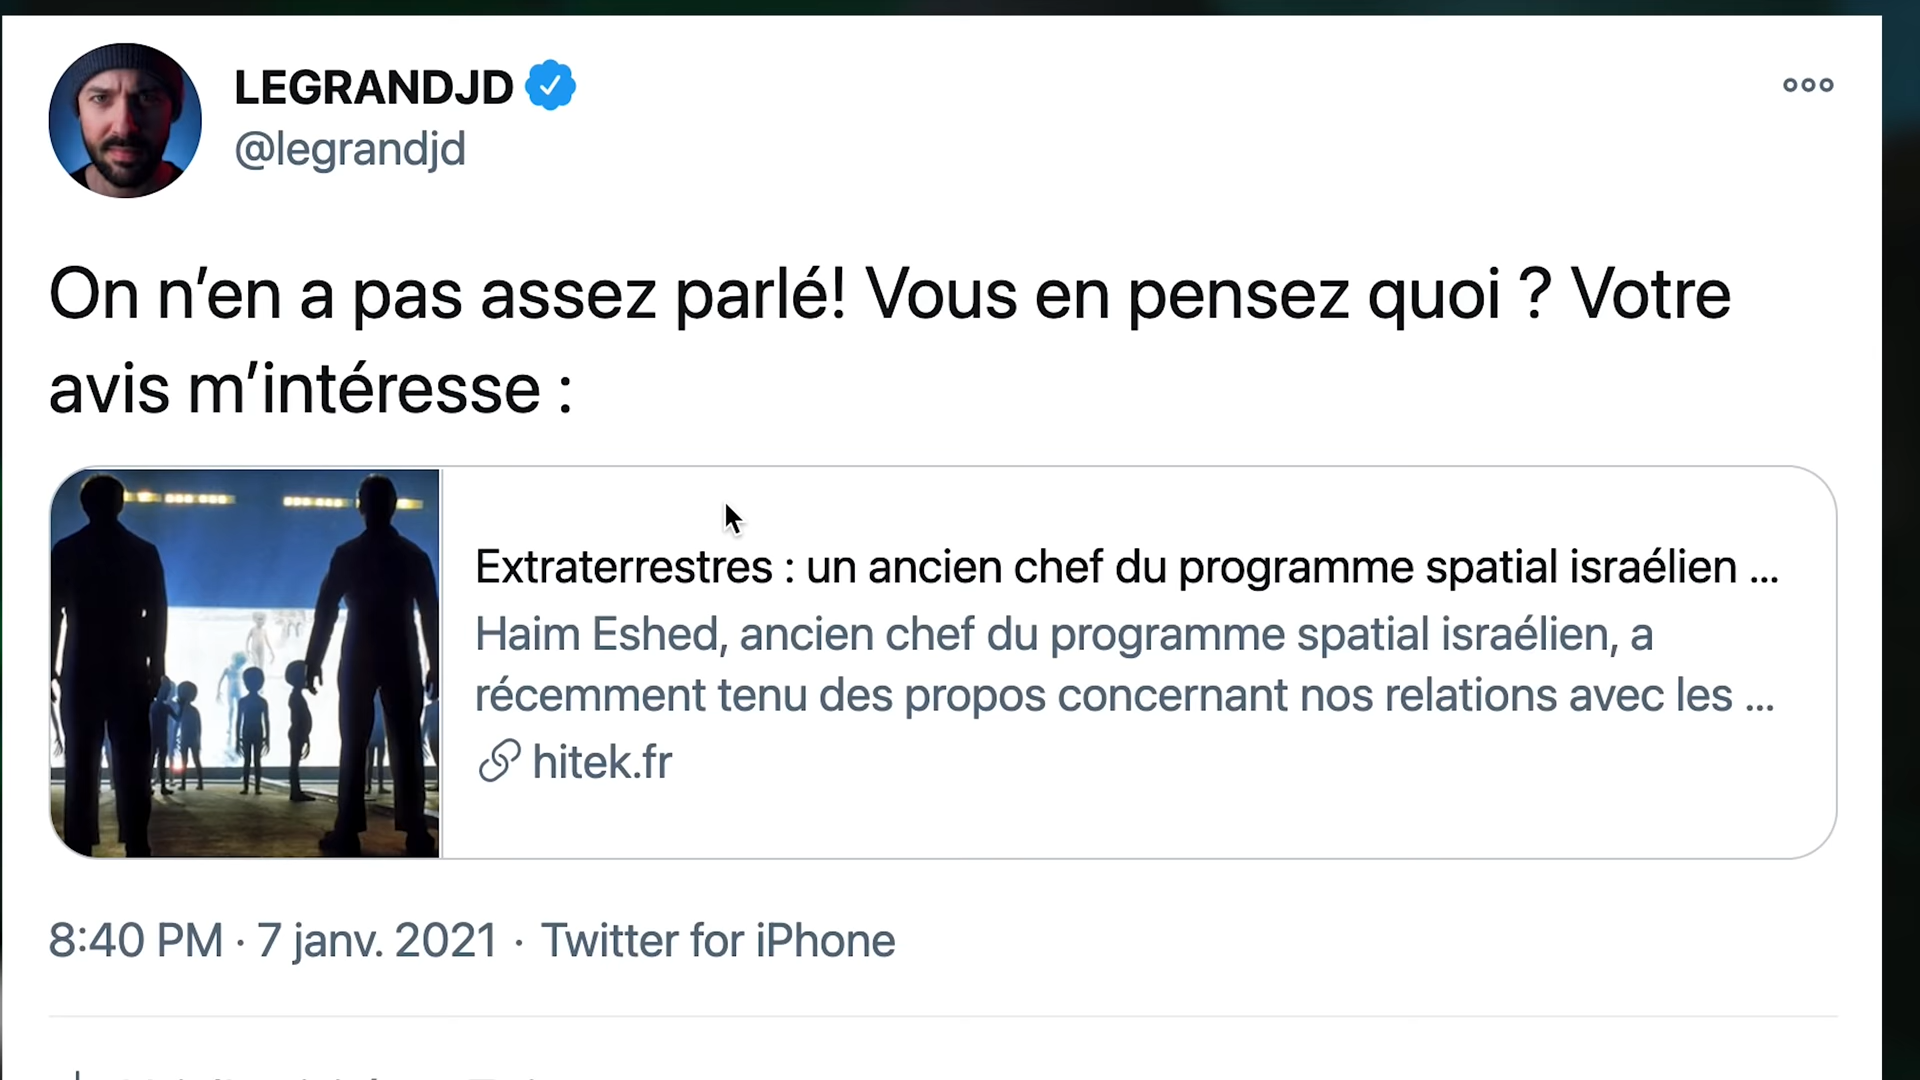 LEGRANDJD
@legrandjd
On n’en a pas assez parlé! Vous en pensez quoi ? Votre
avis m’intéresse :
Extraterrestres : un ancien chef du programme spatial israélien ...
Haim Eshed, ancien chef du programme spatial israélien, a
récemment tenu des propos concernant nos relations avec les ...
hitek.fr
8:40 PM · 7 janv. 2021 · Twitter for iPhone